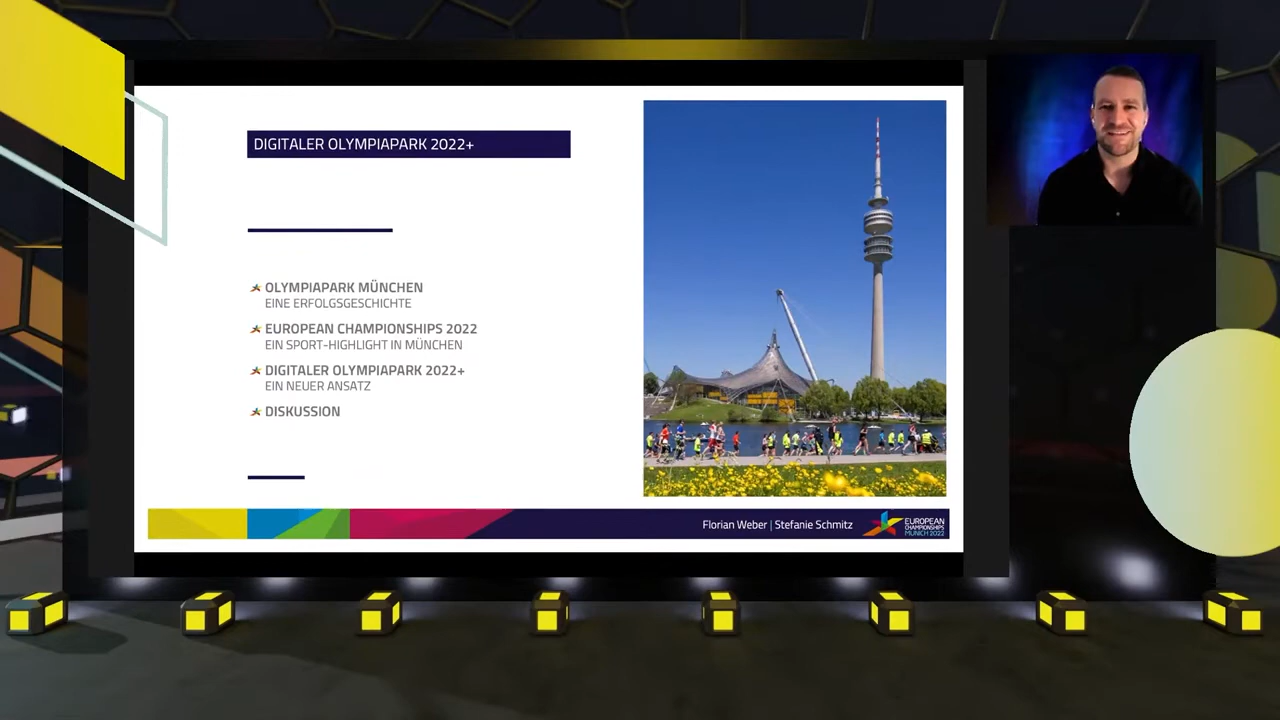 DIGITALER OLYMPIAPARK 2022+
OLYMPIAPARK MÜNCHEN
EINE ERFOLGSGESCHICHTE
EUROPEAN CHAMPIONSHIPS 2022
EIN SPORT-HIGHLIGHT IN MÜNCHEN
DIGITALER OLYMPIAPARK 2022+
EIN NEUER ANSATZ
DISKUSSION
Florian Weber | Stefanie Schmitz
EUROPEAN
CHAMPIONSHIPS
MUNICH 2022